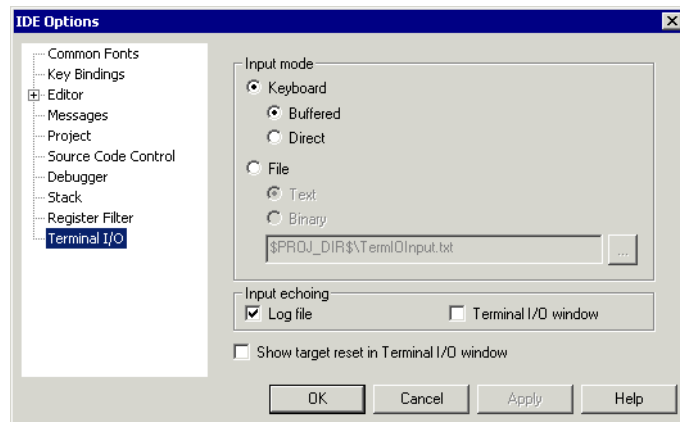 IDE Options
Common Fonts
Key Bindings
Editor
Messages
Project
Source Code Control
Debugger
Stack
Register Filter
Terminal I/O
Input mode
Keyboard
Buffered
Direct
File
Text
Binary
$PROJ_DIR$\TermIOInput.txt
...
Input echoing
Log file
Terminal I/O window
Show target reset in Terminal I/O window
OK
Cancel
Apply
Help